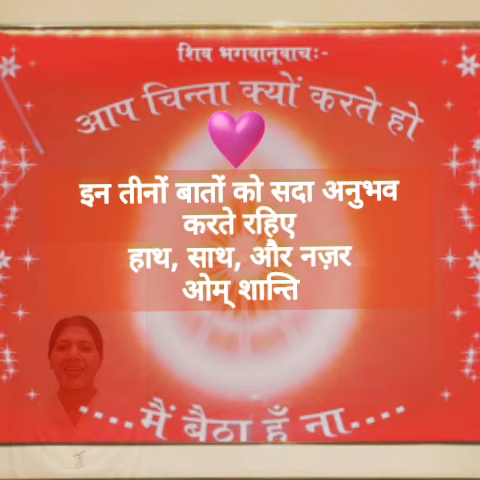 शिव भगवानूवाचः-
आप चिन्ता क्यों करते हो
इन तीनों बातों को सदा अनुभव
करते रहिए
हाथ, साथ, और नज़र
ओम् शान्ति
....मैं बैठा हूँ ना....